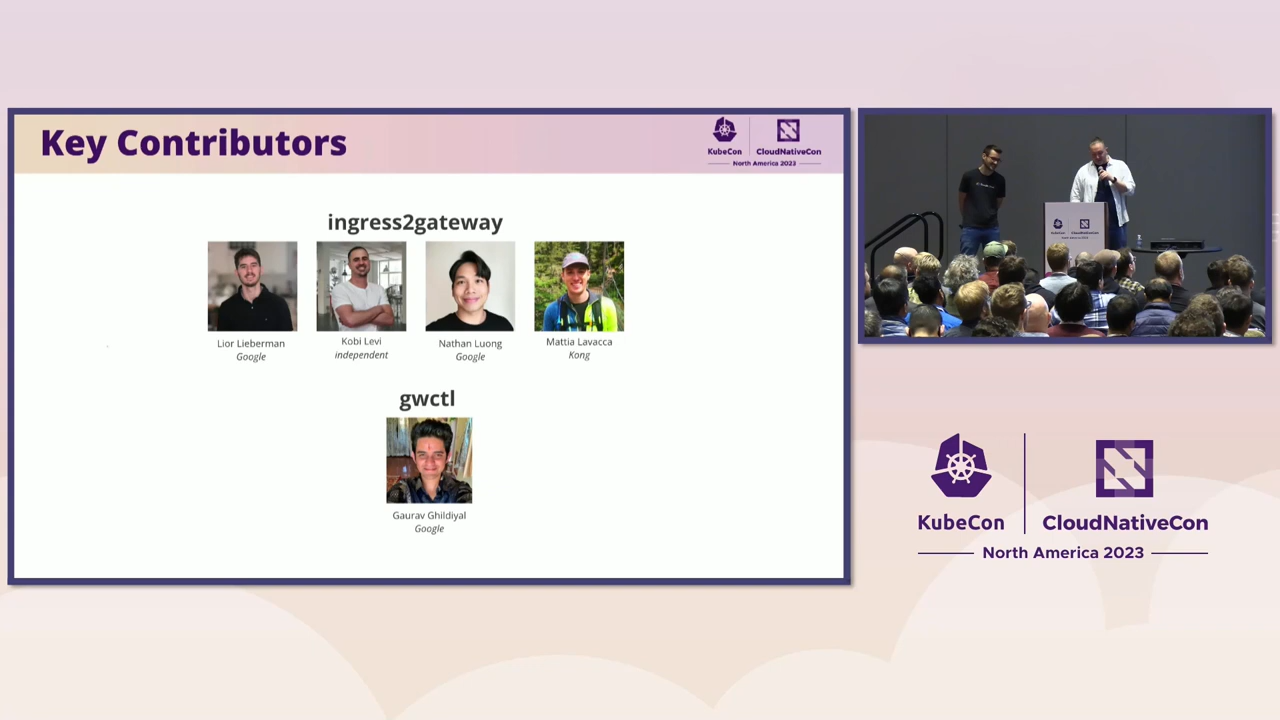 Key Contributors
KubeCon
CloudNativeCon
North America 2023
ingress2gateway
Lior Lieberman
Google
Kobi Levi
independent
Nathan Luong
Google
Mattia Lavacca
Kong
gwctl
Gaurav Ghildiyal
Google
KubeCon
CloudNativeCon
North America 2023